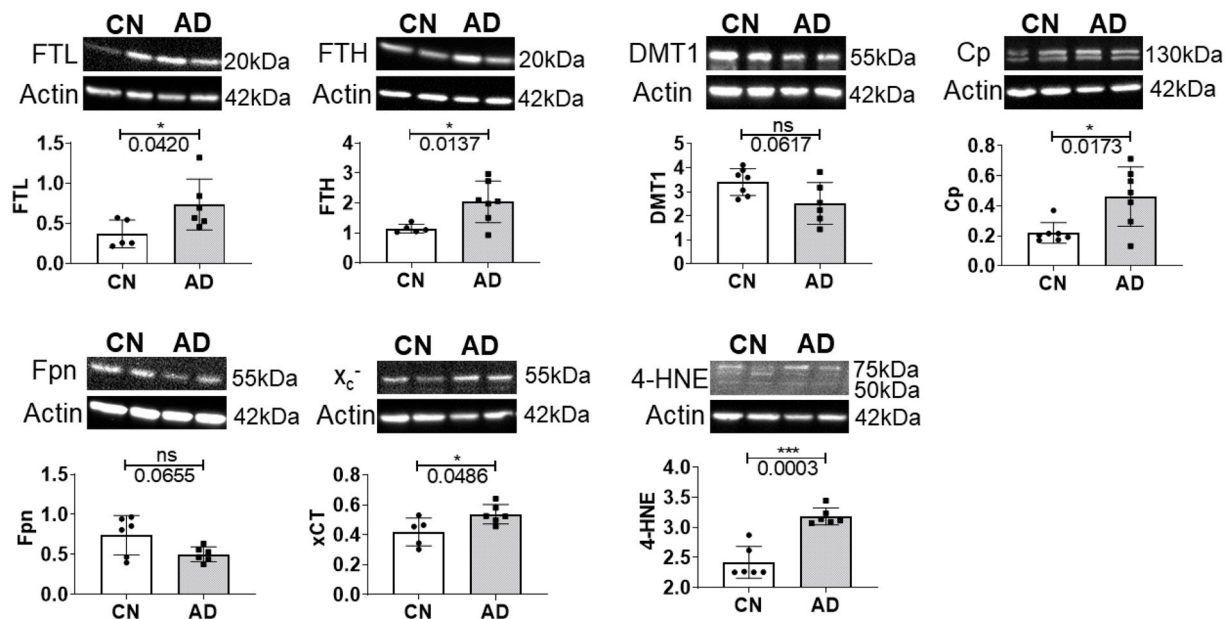 CN AD
FTL 20kDa
Actin 42kDa
*
0.0420
1.5
1.0
0.5
0.0
FTL
CN AD
CN AD
FTH 20kDa
Actin 42kDa
*
0.0137
4
3
2
1
0
FTH
CN AD
CN AD
DMT1 55kDa
Actin 42kDa
ns
0.0617
5
4
3
2
1
0
DMT1
CN AD
CN AD
Cp 130kDa
Actin 42kDa
*
0.0173
0.8
0.6
0.4
0.2
0.0
Cp
CN AD
CN AD
Fpn 55kDa
Actin 42kDa
ns
0.0655
1.5
1.0
0.5
0.0
Fpn
CN AD
CN AD
xc- 55kDa
Actin 42kDa
*
0.0486
0.8
0.6
0.4
0.2
0.0
xCT
CN AD
CN AD
4-HNE 75kDa
50kDa
Actin 42kDa
***
0.0003
4.0
3.5
3.0
2.5
2.0
4-HNE
CN AD